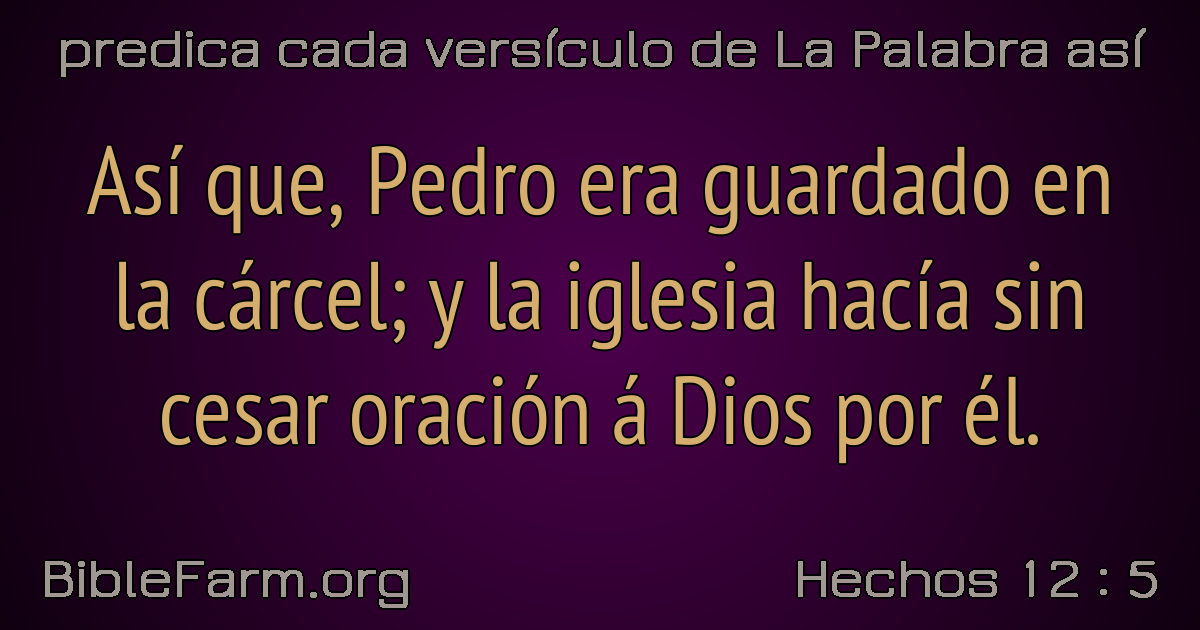 predica cada versículo de La Palabra así
Así que, Pedro era guardado en
la cárcel; y la iglesia hacía sin
cesar oración á Dios por él.
BibleFarm.org
Hechos 12 : 5